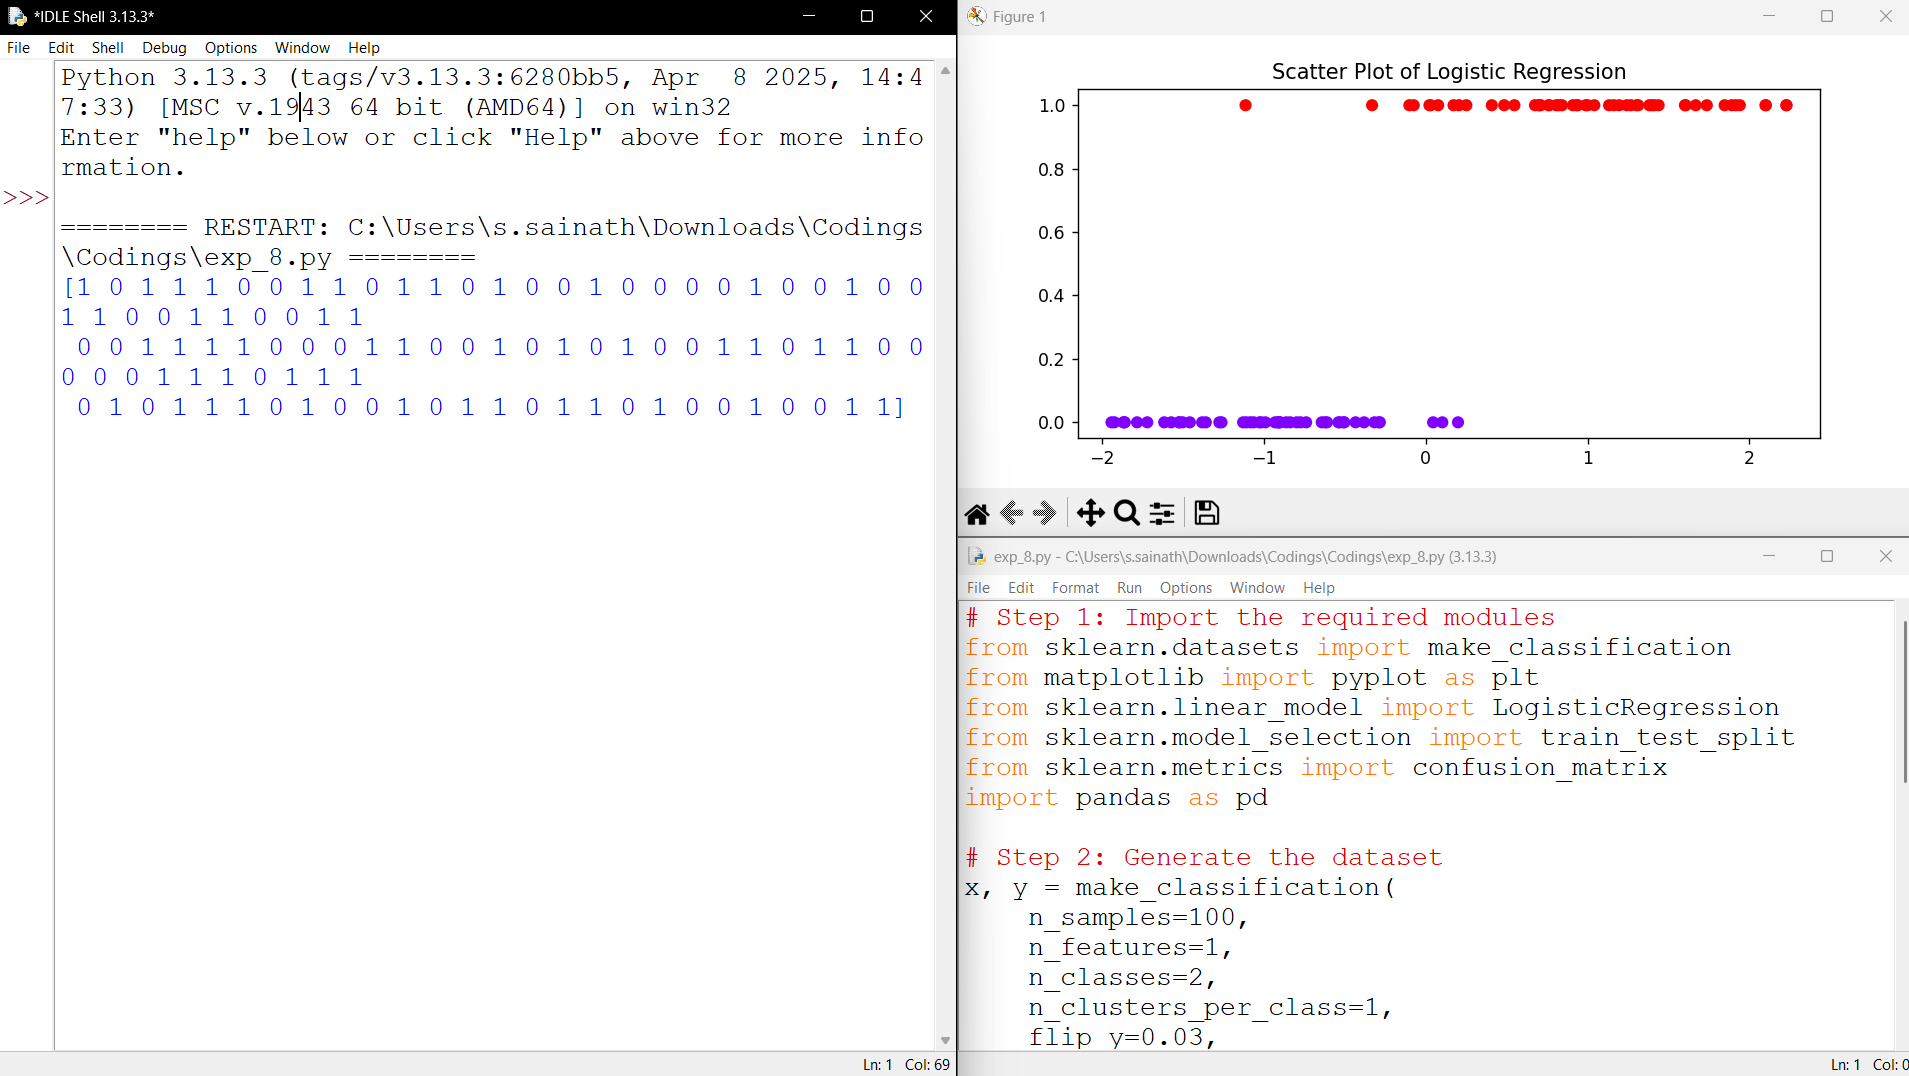 *IDLE Shell 3.13.3*
File Edit Shell Debug Options Window Help
Python 3.13.3 (tags/v3.13.3:6280bb5, Apr  8 2025, 14:4
7:33) [MSC v.1943 64 bit (AMD64)] on win32
Enter "help" below or click "Help" above for more info
rmation.
>>>
======== RESTART: C:\Users\s.sainath\Downloads\Codings
\Codings\exp_8.py ========
[1 0 1 1 1 0 0 1 1 0 1 1 0 1 0 0 1 0 0 0 0 1 0 0 1 0 0
1 1 0 0 1 1 0 0 1 1
 0 0 1 1 1 1 0 0 0 1 1 0 0 1 0 1 0 1 0 0 1 1 0 1 1 0 0
0 0 0 1 1 1 0 1 1 1
 0 1 0 1 1 1 0 1 0 0 1 0 1 1 0 1 1 0 1 0 0 1 0 0 1 1]
Ln: 1 Col: 69
Figure 1
Scatter Plot of Logistic Regression
1.0
0.8
0.6
0.4
0.2
0.0
−2 −1 0 1 2
exp_8.py - C:\Users\s.sainath\Downloads\Codings\Codings\exp_8.py (3.13.3)
File Edit Format Run Options Window Help
# Step 1: Import the required modules
from sklearn.datasets import make_classification
from matplotlib import pyplot as plt
from sklearn.linear_model import LogisticRegression
from sklearn.model_selection import train_test_split
from sklearn.metrics import confusion_matrix
import pandas as pd
# Step 2: Generate the dataset
x, y = make_classification(
    n_samples=100,
    n_features=1,
    n_classes=2,
    n_clusters_per_class=1,
    flip_y=0.03,
Ln: 1 Col: 0